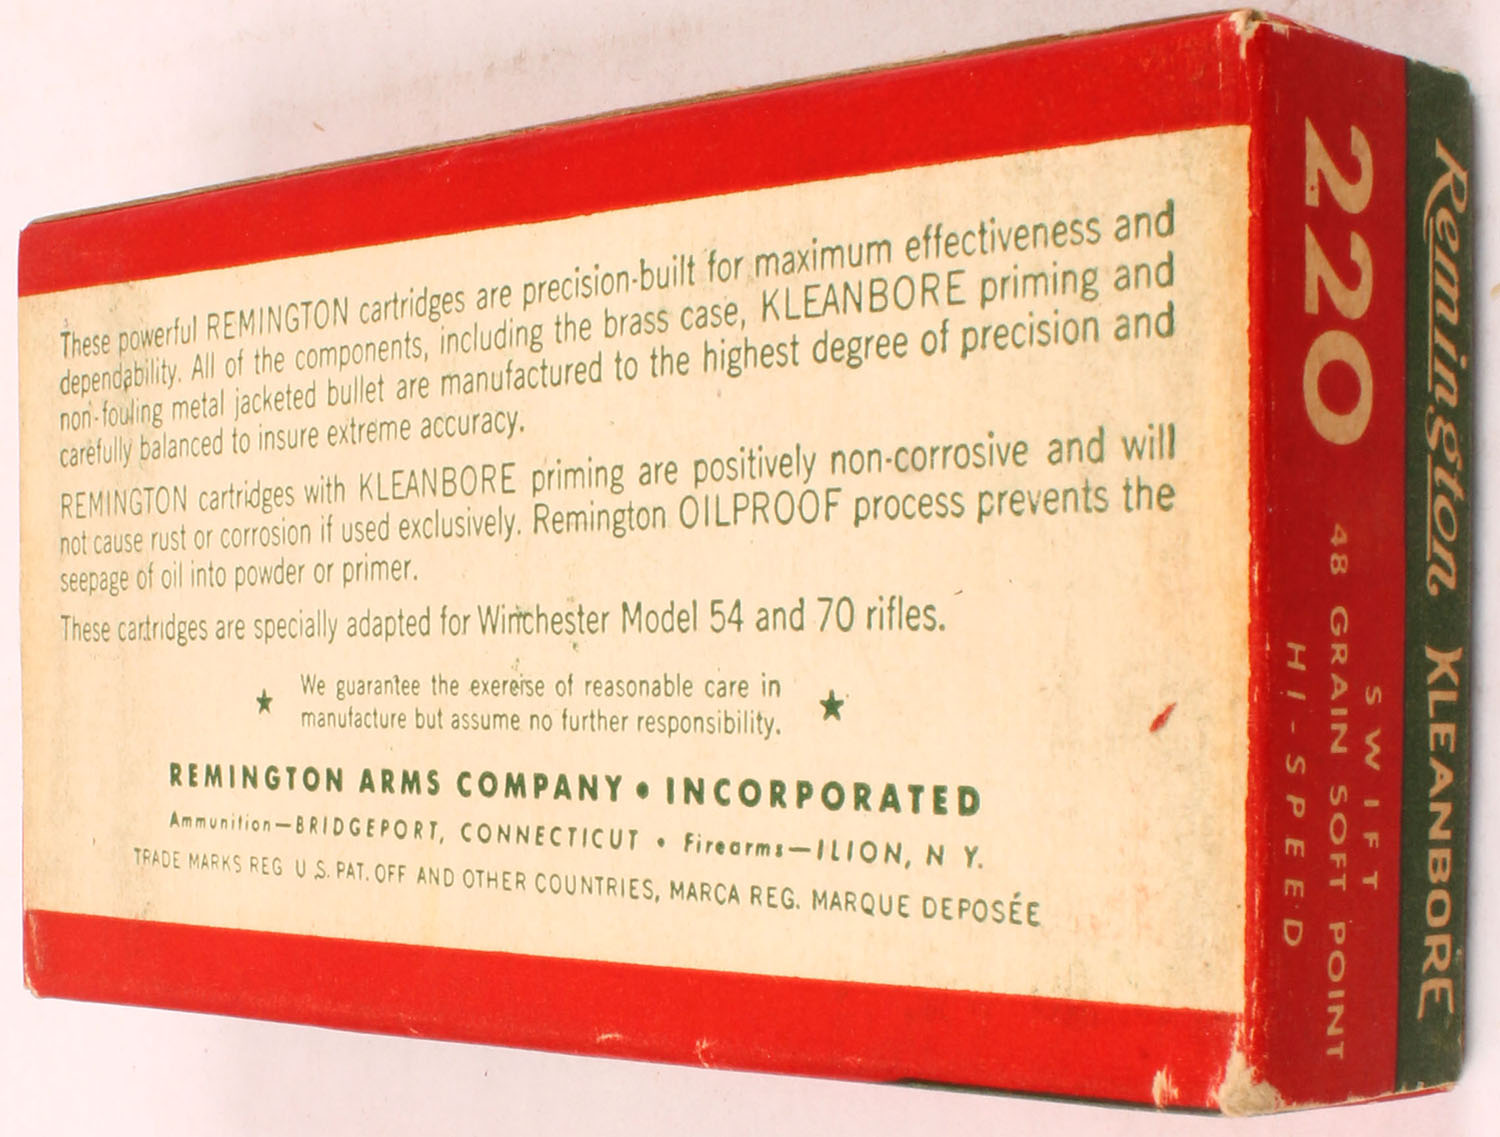 These powerful REMINGTON cartridges are precision-built for maximum effectiveness and
dependability. All of the components, including the brass case, KLEANBORE priming and
non-fouling metal jacketed bullet are manufactured to the highest degree of precision and
carefully balanced to insure extreme accuracy.
REMINGTON cartridges with KLEANBORE priming are positively non-corrosive and will
not cause rust or corrosion if used exclusively. Remington OILPROOF process prevents the
seepage of oil into powder or primer.
These cartridges are specially adapted for Winchester Model 54 and 70 rifles.
★ We guarantee the exercise of reasonable care in ★
manufacture but assume no further responsibility.
REMINGTON ARMS COMPANY • INCORPORATED
Ammunition—BRIDGEPORT, CONNECTICUT • Firearms—ILION, N Y.
TRADE MARKS REG U.S. PAT. OFF AND OTHER COUNTRIES, MARCA REG. MARQUE DEPOSÉE
Remington KLEANBORE
220 SWIFT
48 GRAIN SOFT POINT
HI-SPEED